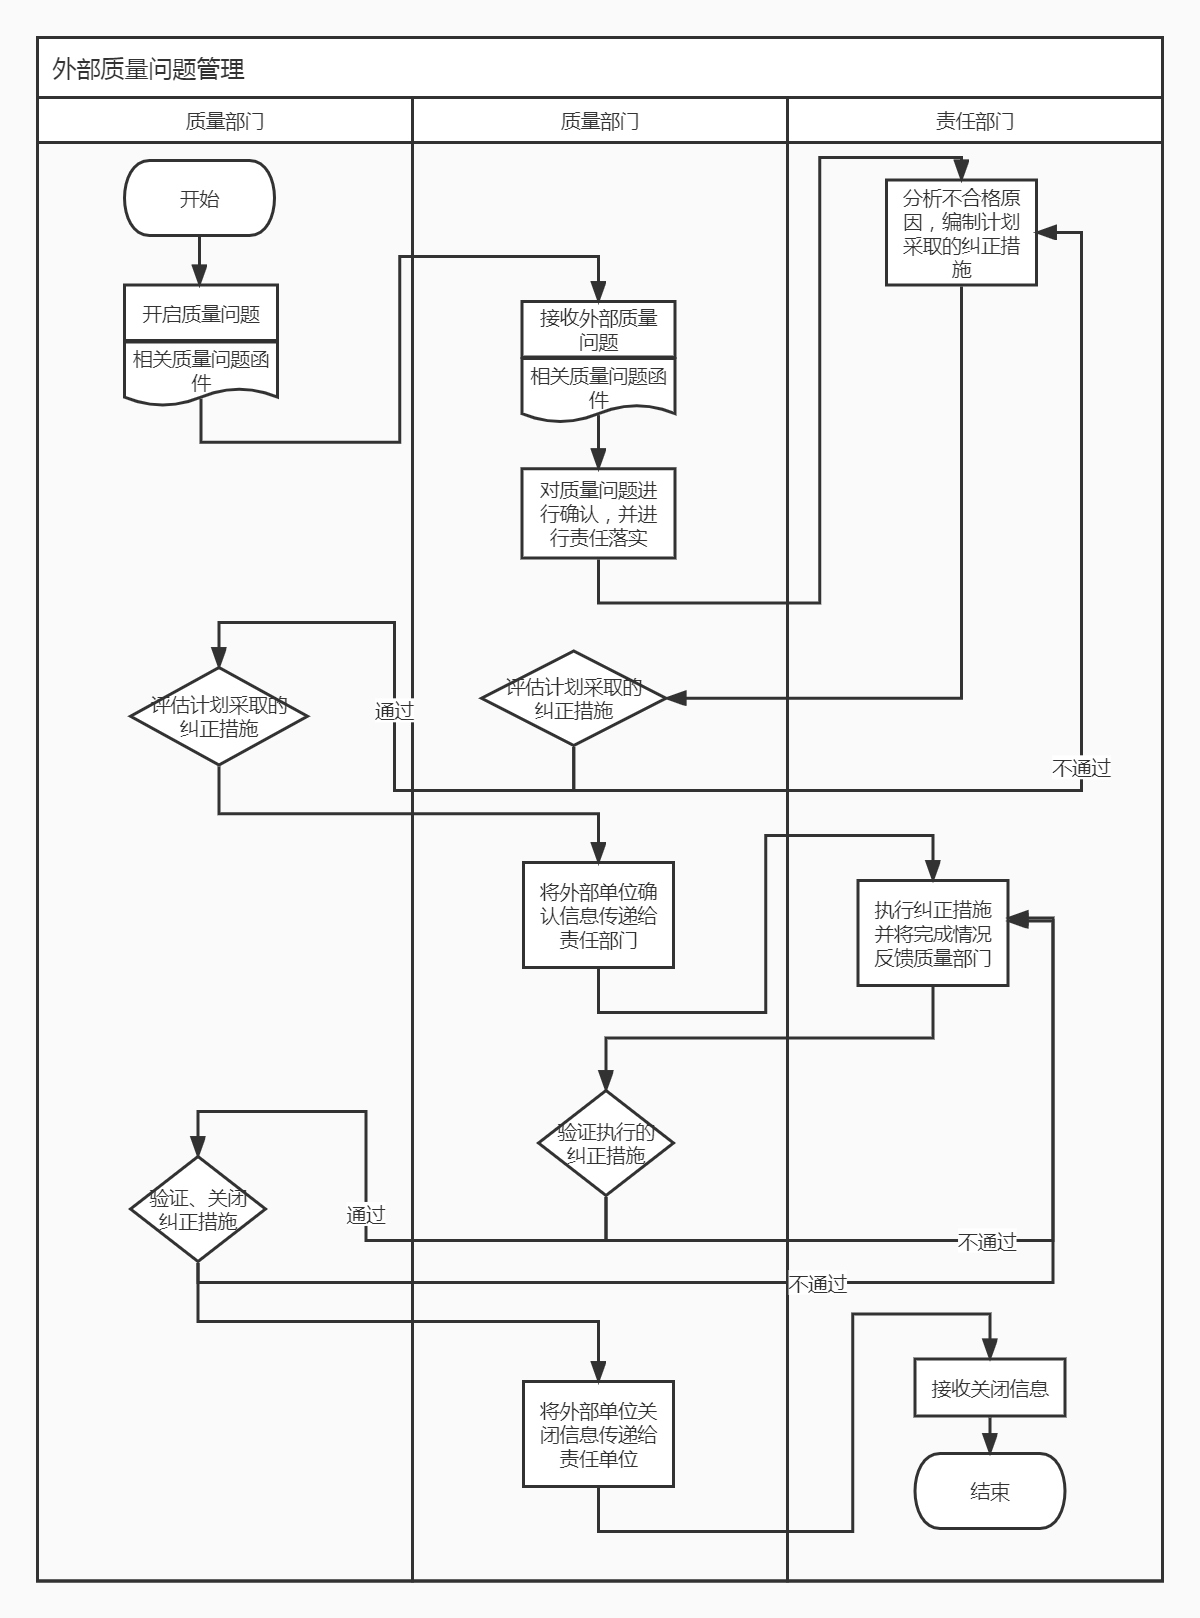 外部质量问题管理
质量部门
质量部门
责任部门
开始
开启质量问题
相关质量问题函
件
接收外部质量
问题
相关质量问题函
件
对质量问题进
行确认，并进
行责任落实
分析不合格原
因，编制计划
采取的纠正措
施
评估计划采取的
纠正措施
通过
评估计划采取的
纠正措施
不通过
将外部单位确
认信息传递给
责任部门
执行纠正措施
并将完成情况
反馈质量部门
验证执行的
纠正措施
验证、关闭
纠正措施
通过
不通过
不通过
将外部单位关
闭信息传递给
责任单位
接收关闭信息
结束